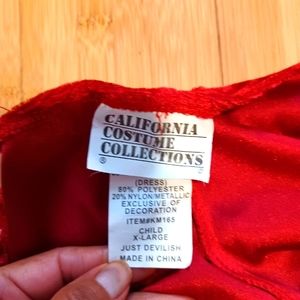 CALIFORNIA
COSTUME
COLLECTIONS
®
(DRESS)
80% POLYESTER
20% NYLON/METALLIC
EXCLUSIVE OF
DECORATION
ITEM#KM165
CHILD
X-LARGE
JUST DEVILISH
MADE IN CHINA